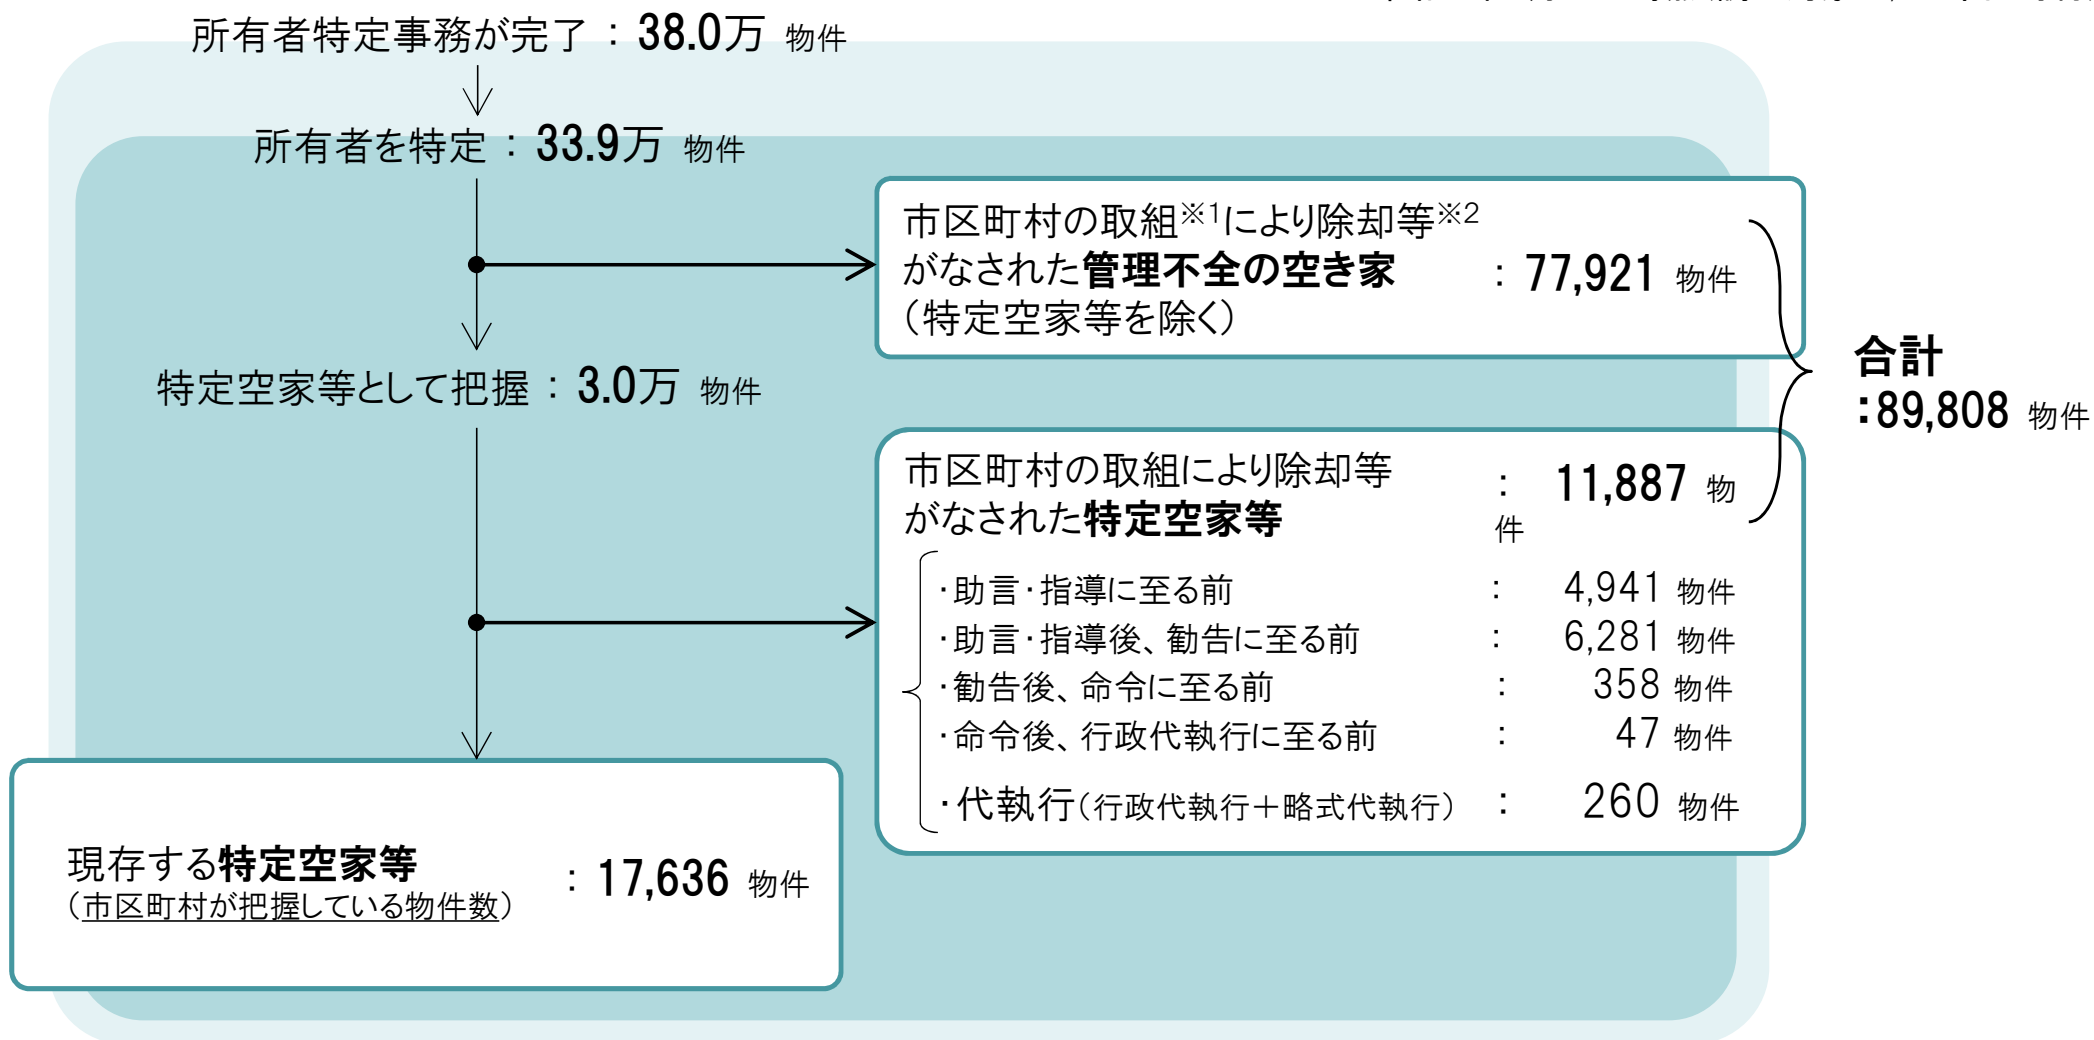 所有者特定事務が完了 : 38.0万 物件
所有者を特定 : 33.9万 物件
市区町村の取組※1により除却等※2
がなされた管理不全の空き家 : 77,921 物件
(特定空家等を除く)
特定空家等として把握 : 3.0万 物件
合計
:89,808 物件
市区町村の取組により除却等 : 11,887 物
がなされた特定空家等 件
・助言・指導に至る前 : 4,941 物件
・助言・指導後、勧告に至る前 : 6,281 物件
・勧告後、命令に至る前 : 358 物件
・命令後、行政代執行に至る前 : 47 物件
・代執行(行政代執行+略式代執行) : 260 物件
現存する特定空家等 : 17,636 物件
(市区町村が把握している物件数)